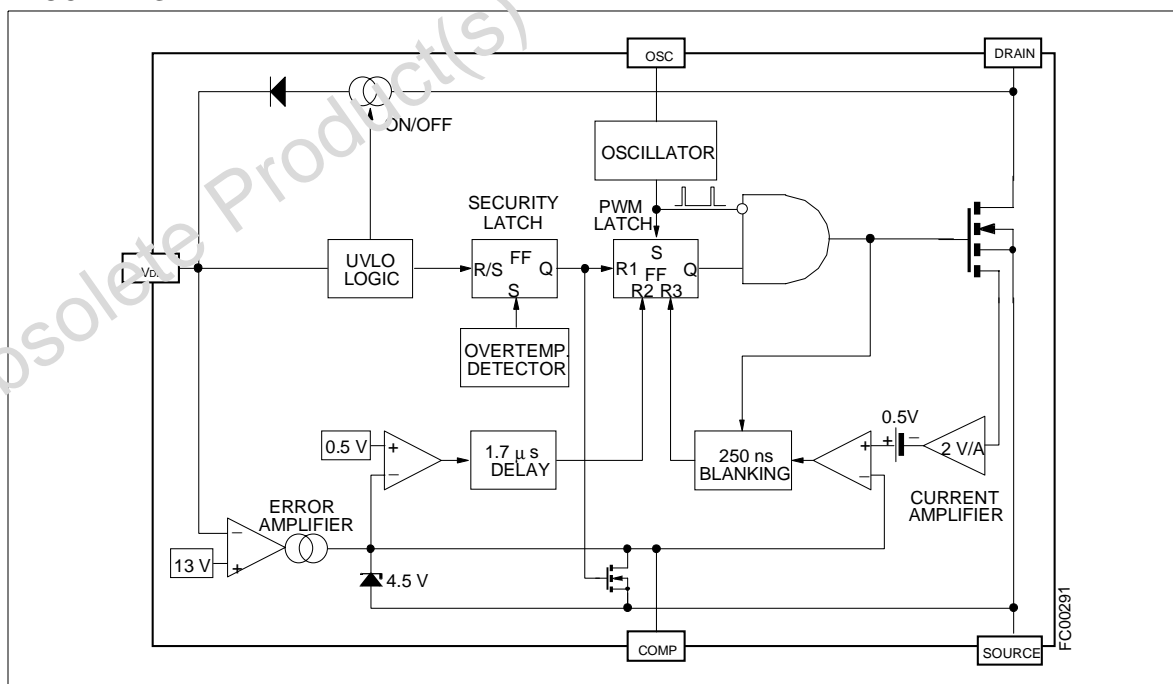 OSC
DRAIN
ON/OFF
OSCILLATOR
SECURITY
LATCH
PWM
LATCH
UVLO
LOGIC
R/S FF Q
S
S
R1 FF Q
R2 R3
OVERTEMP.
DETECTOR
0.5 V
+
−
1.7 μ s
DELAY
250 ns
BLANKING
+
−
0.5V
+ −
2 V/A
CURRENT
AMPLIFIER
ERROR
AMPLIFIER
−
+
13 V
4.5 V
COMP
SOURCE
FC00291
bsolete Product(s)